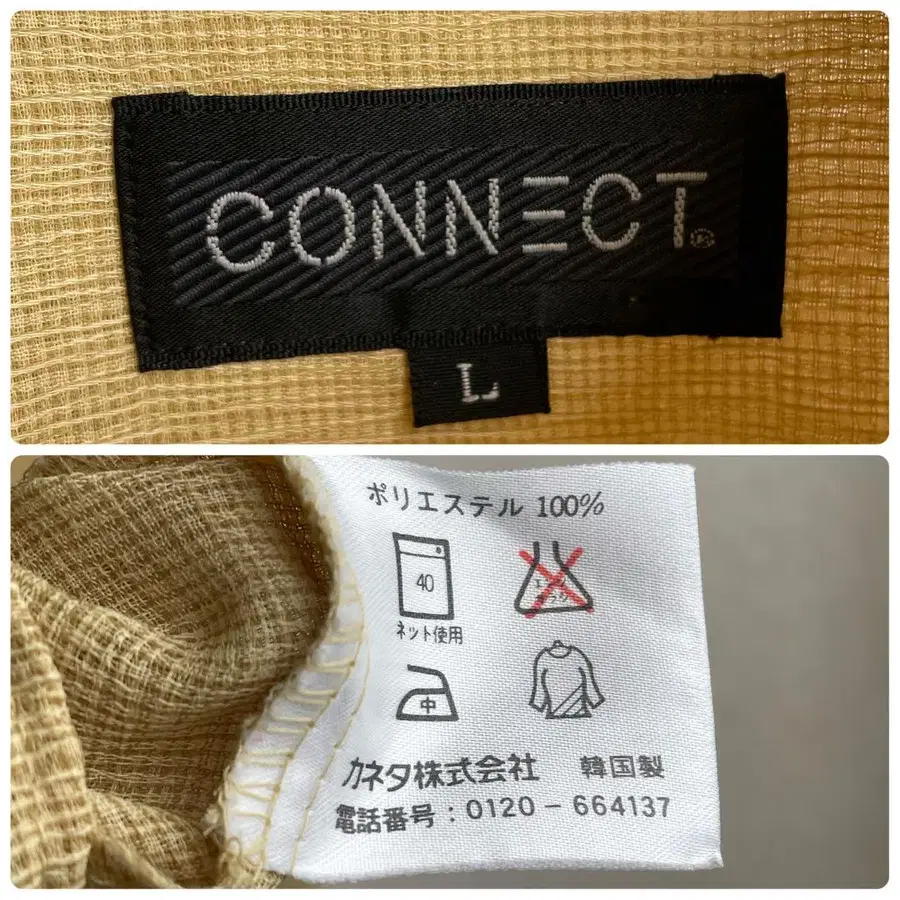 CONNECT®
L
ポリエステル 100%
40
ネット使用
中
カネタ株式会社 韓国製
電話番号：0120-664137